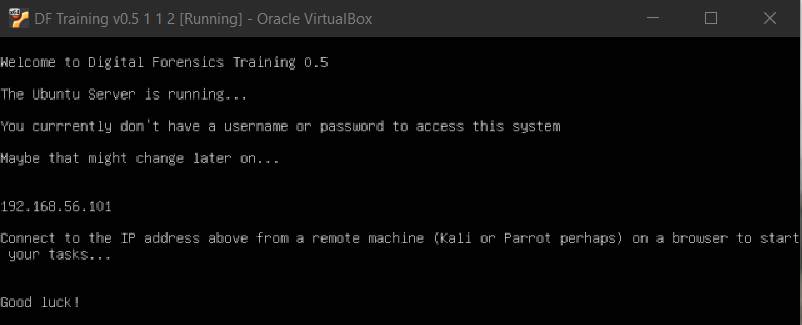 DF Training v0.5 1 1 2 [Running] - Oracle VirtualBox
Welcome to Digital Forensics Training 0.5
The Ubuntu Server is running...
You currrently don't have a username or password to access this system
Maybe that might change later on...
192.168.56.101
Connect to the IP address above from a remote machine (Kali or Parrot perhaps) on a browser to start
your tasks...
Good luck!